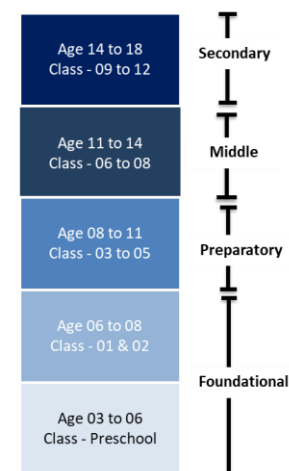 Age 14 to 18
Class - 09 to 12
Secondary
Age 11 to 14
Class - 06 to 08
Middle
Age 08 to 11
Class - 03 to 05
Preparatory
Age 06 to 08
Class - 01 & 02
Foundational
Age 03 to 06
Class - Preschool